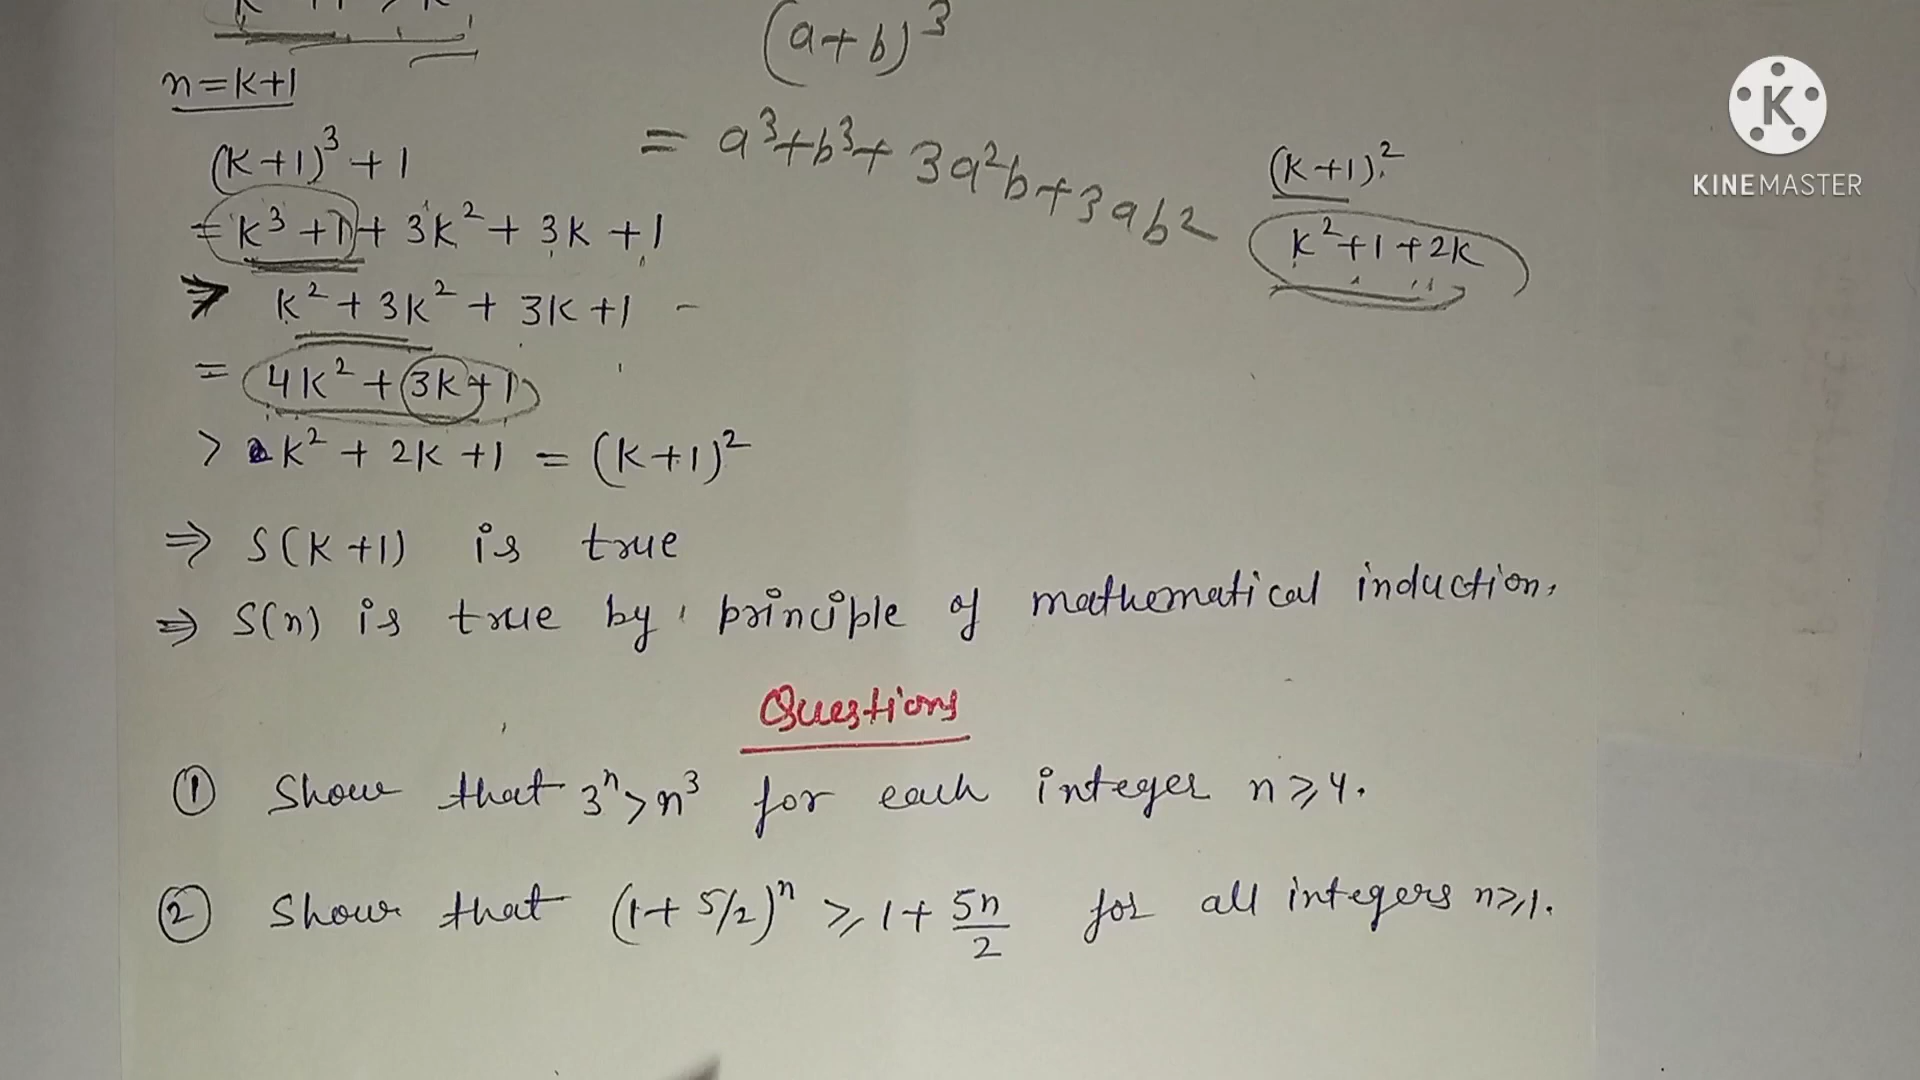 n=k+1
(k+1)³+1
= k³+1+3k²+3k+1
≥ k²+3k²+3k+1
= 4k²+3k+1
> k²+2k+1 = (k+1)²
⇒ S(k+1) is true
⇒ S(n) is true by principle of mathematical induction.
(a+b)³
= a³+b³+3a²b+3ab²
(k+1)²
k²+1+2k
K
KINEMASTER
Questions
① Show that 3ⁿ>n³ for each integer n≥4.
② Show that (1+5/2)ⁿ ≥ 1+5n/2 for all integers n≥1.